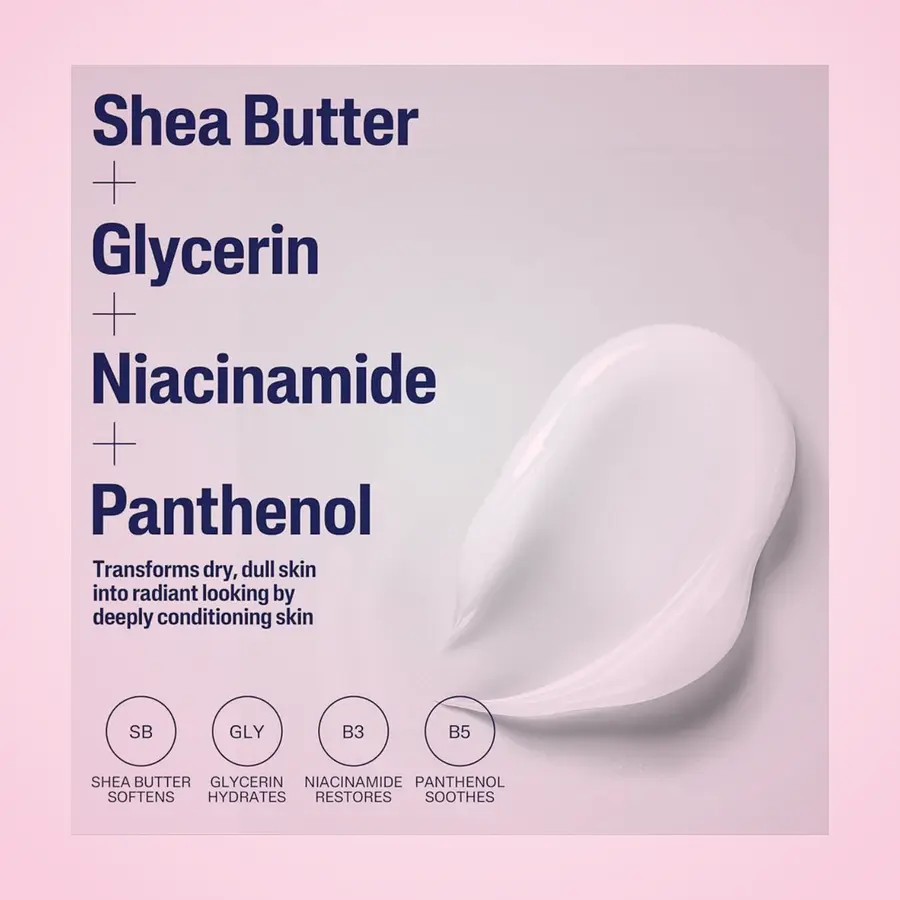 Shea Butter
+
Glycerin
+
Niacinamide
+
Panthenol
Transforms dry, dull skin
into radiant looking by
deeply conditioning skin
SB
GLY
B3
B5
SHEA BUTTER
SOFTENS
GLYCERIN
HYDRATES
NIACINAMIDE
RESTORES
PANTHENOL
SOOTHES